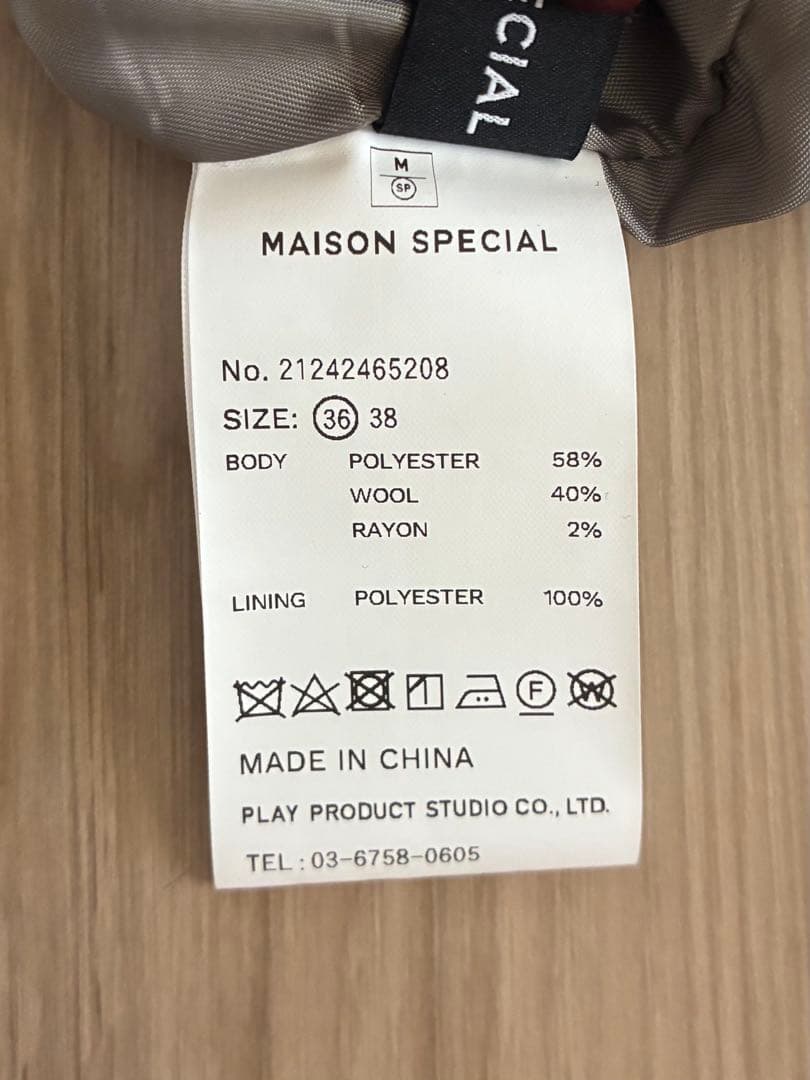 CIAL
M
SP
MAISON SPECIAL
No. 21242465208
SIZE: 36 38
BODY POLYESTER 58%
WOOL 40%
RAYON 2%
LINING POLYESTER 100%
F W
MADE IN CHINA
PLAY PRODUCT STUDIO CO., LTD.
TEL : 03-6758-0605